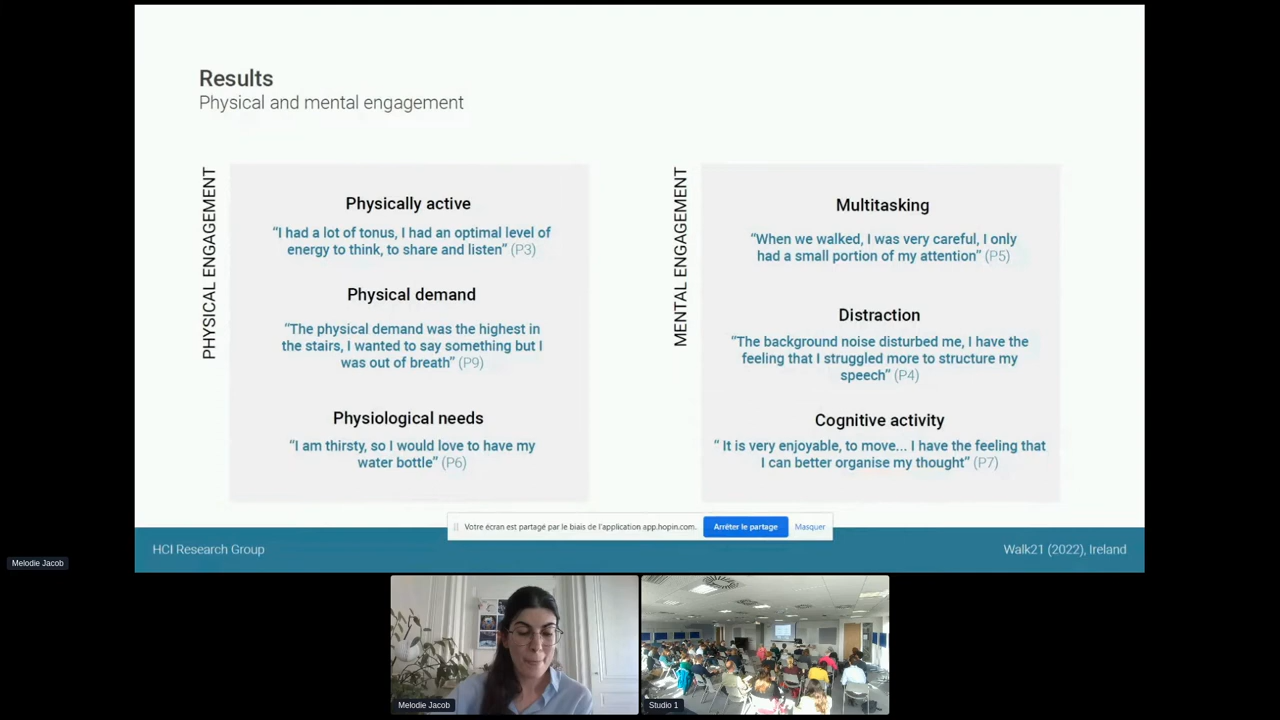 Results
Physical and mental engagement
PHYSICAL ENGAGEMENT
Physically active
“I had a lot of tonus, I had an optimal level of
energy to think, to share and listen” (P3)
Physical demand
“The physical demand was the highest in
the stairs, I wanted to say something but I
was out of breath” (P9)
Physiological needs
“I am thirsty, so I would love to have my
water bottle” (P6)
MENTAL ENGAGEMENT
Multitasking
“When we walked, I was very careful, I only
had a small portion of my attention” (P5)
Distraction
“The background noise disturbed me, I have the
feeling that I struggled more to structure my
speech” (P4)
Cognitive activity
“ It is very enjoyable, to move... I have the feeling that
I can better organise my thought” (P7)
Votre écran est partagé par le biais de l'application app.hopin.com.
Arrêter le partage
Masquer
HCI Research Group
Walk21 (2022), Ireland
Melodie Jacob
Melodie Jacob
Studio 1